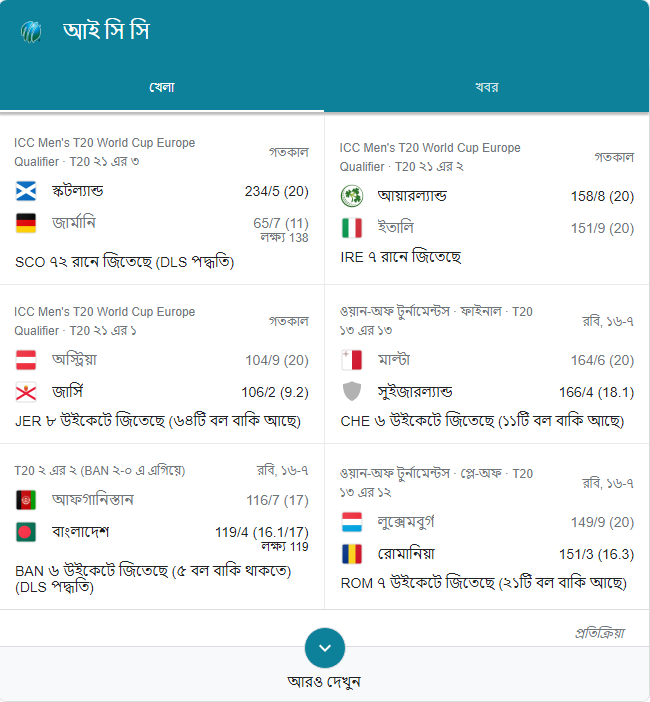 আই সি সি
খেলা
খবর
ICC Men's T20 World Cup Europe
Qualifier · T20 ২১ এর ৩
গতকাল
স্কটল্যান্ড 234/5 (20)
জার্মানি 65/7 (11)
লক্ষ্য 138
SCO ৭২ রানে জিতেছে (DLS পদ্ধতি)
ICC Men's T20 World Cup Europe
Qualifier · T20 ২১ এর ২
গতকাল
আয়ারল্যান্ড 158/8 (20)
ইতালি 151/9 (20)
IRE ৭ রানে জিতেছে
ICC Men's T20 World Cup Europe
Qualifier · T20 ২১ এর ১
গতকাল
অস্ট্রিয়া 104/9 (20)
জার্সি 106/2 (9.2)
JER ৮ উইকেটে জিতেছে (৬৪টি বল বাকি আছে)
ওয়ান-অফ টুর্নামেন্টস · ফাইনাল · T20
১৩ এর ১৩
রবি, ১৬-৭
মাল্টা 164/6 (20)
সুইজারল্যান্ড 166/4 (18.1)
CHE ৬ উইকেটে জিতেছে (১১টি বল বাকি আছে)
T20 ২ এর ২ (BAN ২-০ এ এগিয়ে)
রবি, ১৬-৭
আফগানিস্তান 116/7 (17)
বাংলাদেশ 119/4 (16.1/17)
লক্ষ্য 119
BAN ৬ উইকেটে জিতেছে (৫ বল বাকি থাকতে)
(DLS পদ্ধতি)
ওয়ান-অফ টুর্নামেন্টস · প্লে-অফ · T20
১৩ এর ১২
রবি, ১৬-৭
লুক্সেমবুর্গ 149/9 (20)
রোমানিয়া 151/3 (16.3)
ROM ৭ উইকেটে জিতেছে (২১টি বল বাকি আছে)
প্রতিক্রিয়া
আরও দেখুন